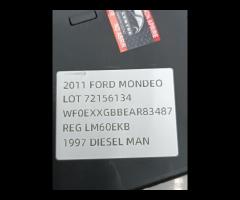 2011 FORD MONDEO
LOT 72156134
WF0EXXGBBEAR83487
REG LM60EKB
1997 DIESEL MAN